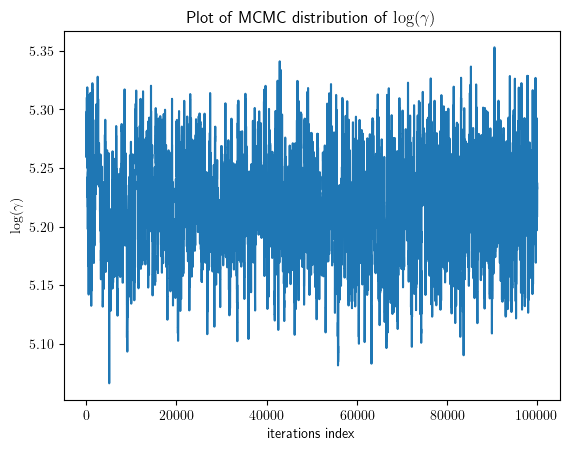 Plot of MCMC distribution of log(γ)
log(γ)
5.35
5.30
5.25
5.20
5.15
5.10
0 20000 40000 60000 80000 100000
iterations index